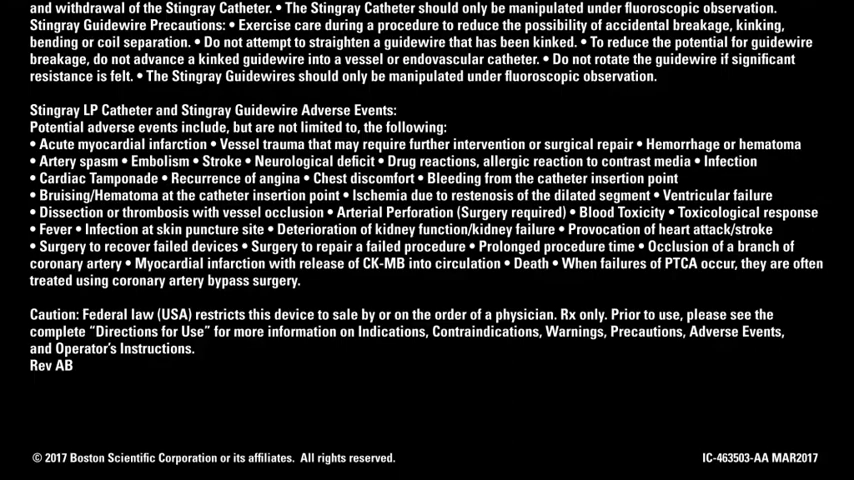 and withdrawal of the Stingray Catheter. • The Stingray Catheter should only be manipulated under fluoroscopic observation.
Stingray Guidewire Precautions: • Exercise care during a procedure to reduce the possibility of accidental breakage, kinking,
bending or coil separation. • Do not attempt to straighten a guidewire that has been kinked. • To reduce the potential for guidewire
breakage, do not advance a kinked guidewire into a vessel or endovascular catheter. • Do not rotate the guidewire if significant
resistance is felt. • The Stingray Guidewires should only be manipulated under fluoroscopic observation.
Stingray LP Catheter and Stingray Guidewire Adverse Events:
Potential adverse events include, but are not limited to, the following:
• Acute myocardial infarction • Vessel trauma that may require further intervention or surgical repair • Hemorrhage or hematoma
• Artery spasm • Embolism • Stroke • Neurological deficit • Drug reactions, allergic reaction to contrast media • Infection
• Cardiac Tamponade • Recurrence of angina • Chest discomfort • Bleeding from the catheter insertion point
• Bruising/Hematoma at the catheter insertion point • Ischemia due to restenosis of the dilated segment • Ventricular failure
• Dissection or thrombosis with vessel occlusion • Arterial Perforation (Surgery required) • Blood Toxicity • Toxicological response
• Fever • Infection at skin puncture site • Deterioration of kidney function/kidney failure • Provocation of heart attack/stroke
• Surgery to recover failed devices • Surgery to repair a failed procedure • Prolonged procedure time • Occlusion of a branch of
coronary artery • Myocardial infarction with release of CK-MB into circulation • Death • When failures of PTCA occur, they are often
treated using coronary artery bypass surgery.
Caution: Federal law (USA) restricts this device to sale by or on the order of a physician. Rx only. Prior to use, please see the
complete “Directions for Use” for more information on Indications, Contraindications, Warnings, Precautions, Adverse Events,
and Operator’s Instructions.
Rev AB
© 2017 Boston Scientific Corporation or its affiliates. All rights reserved.
IC-463503-AA MAR2017